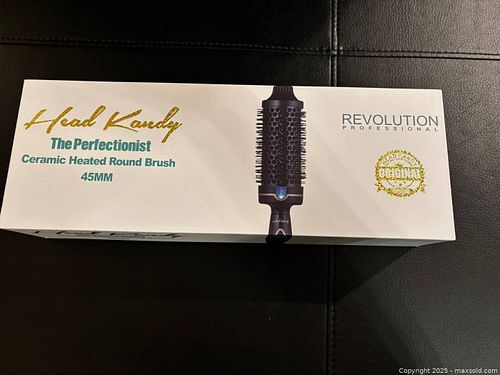 Head Kandy
The Perfectionist
Ceramic Heated Round Brush
45MM
REVOLUTION
PROFESSIONAL
ORIGINAL
Copyright 2025 - maxsold.com